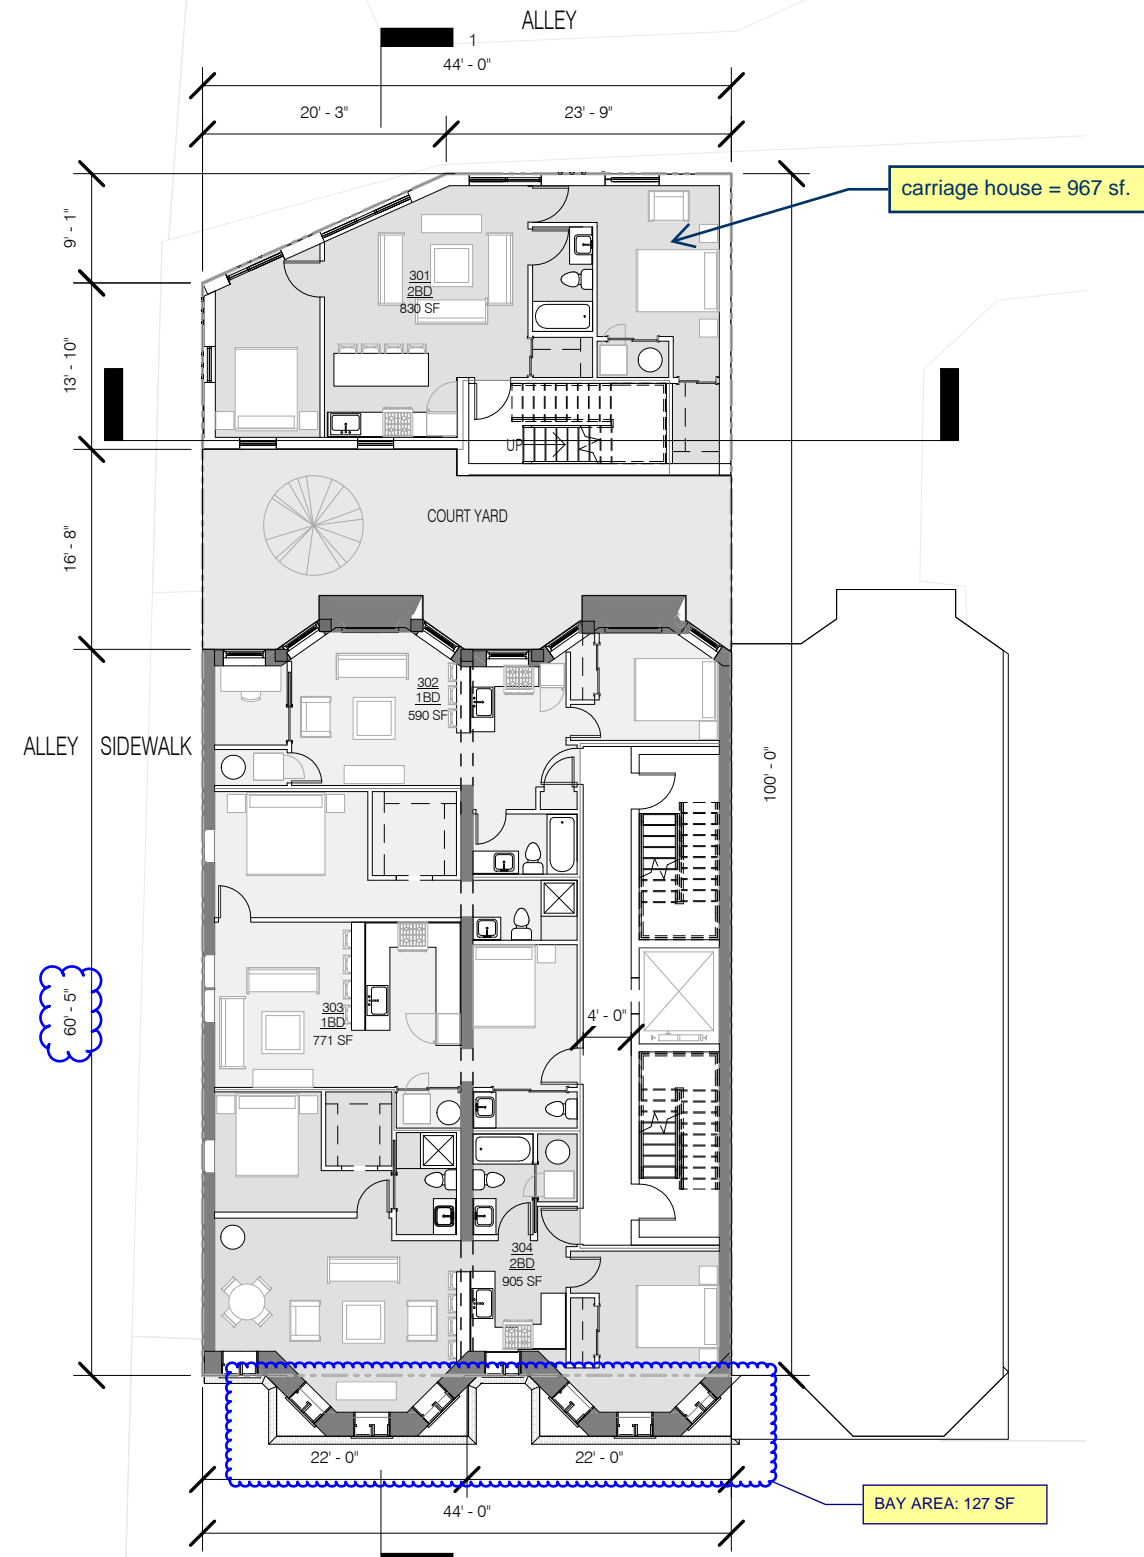 ALLEY
1
44' - 0"
20' - 3"
23' - 9"
carriage house = 967 sf.
9' - 1"
301
2BD
830 SF
13' - 10"
UP
COURT YARD
16' - 8"
302
1BD
590 SF
ALLEY SIDEWALK
100' - 0"
60' - 5"
303
1BD
771 SF
4' - 0"
304
2BD
905 SF
22' - 0"
22' - 0"
BAY AREA: 127 SF
44' - 0"